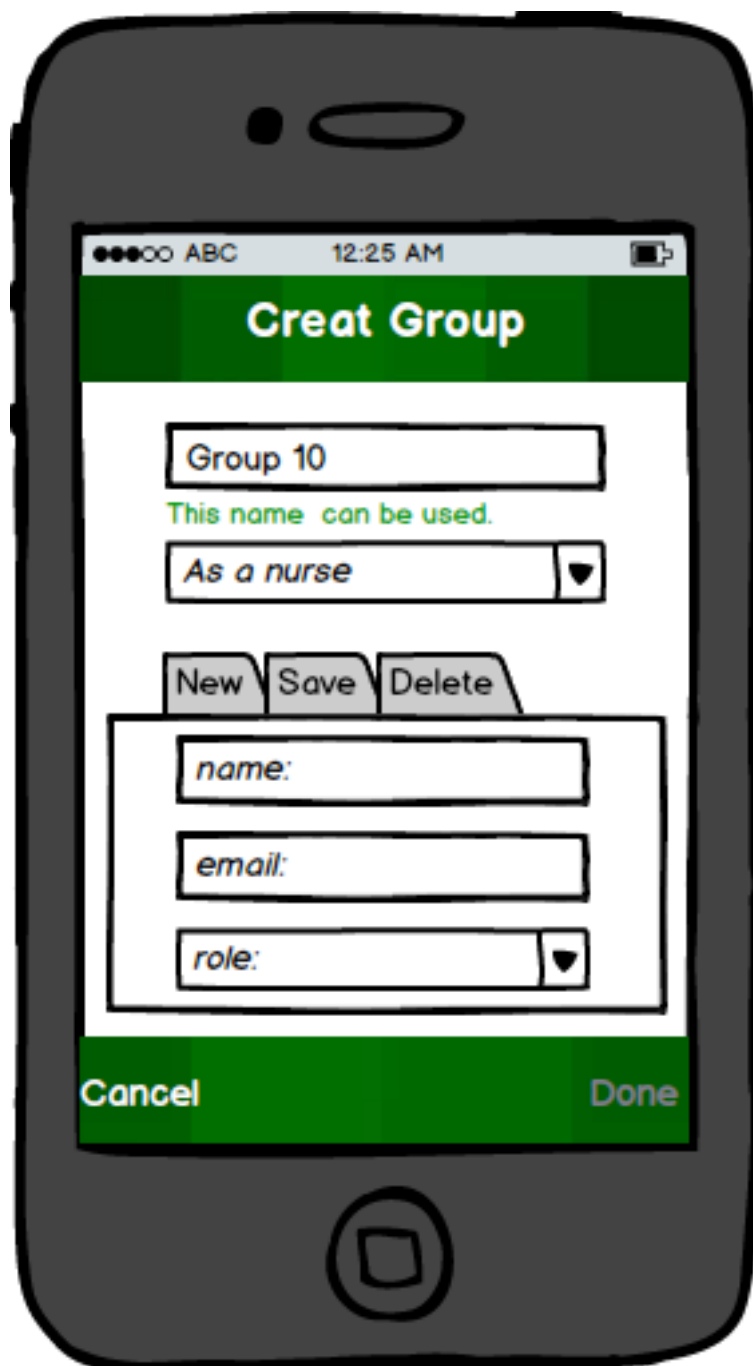 ABC 12:25 AM
Creat Group
Group 10
This name can be used.
As a nurse
New Save Delete
name:
email:
role:
Cancel Done